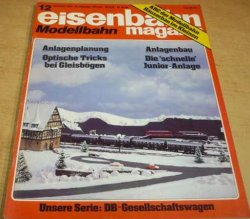 12
eisenbahn
Modellbahn magazin
Anlagenplanung
Optische Tricks
bei Gleisbögen
Anlagenbau
Die 'schnelle'
Junior-Anlage
Unsere Serie: DB-Gesellschaftswagen